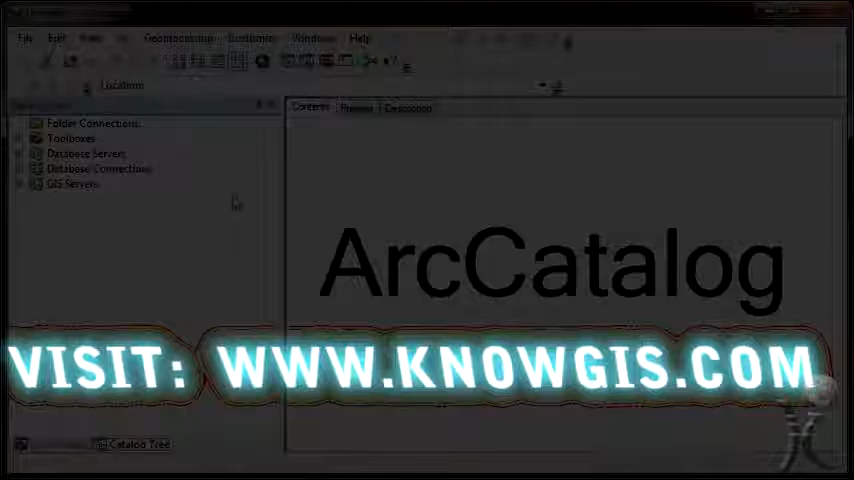 File Edit Geoprocessing Customize Windows Help
Location:
Contents Preview Description
Folder Connections
Toolboxes
Database Servers
Database Connections
GIS Servers
ArcCatalog
VISIT: WWW.KNOWGIS.COM
Catalog Tree